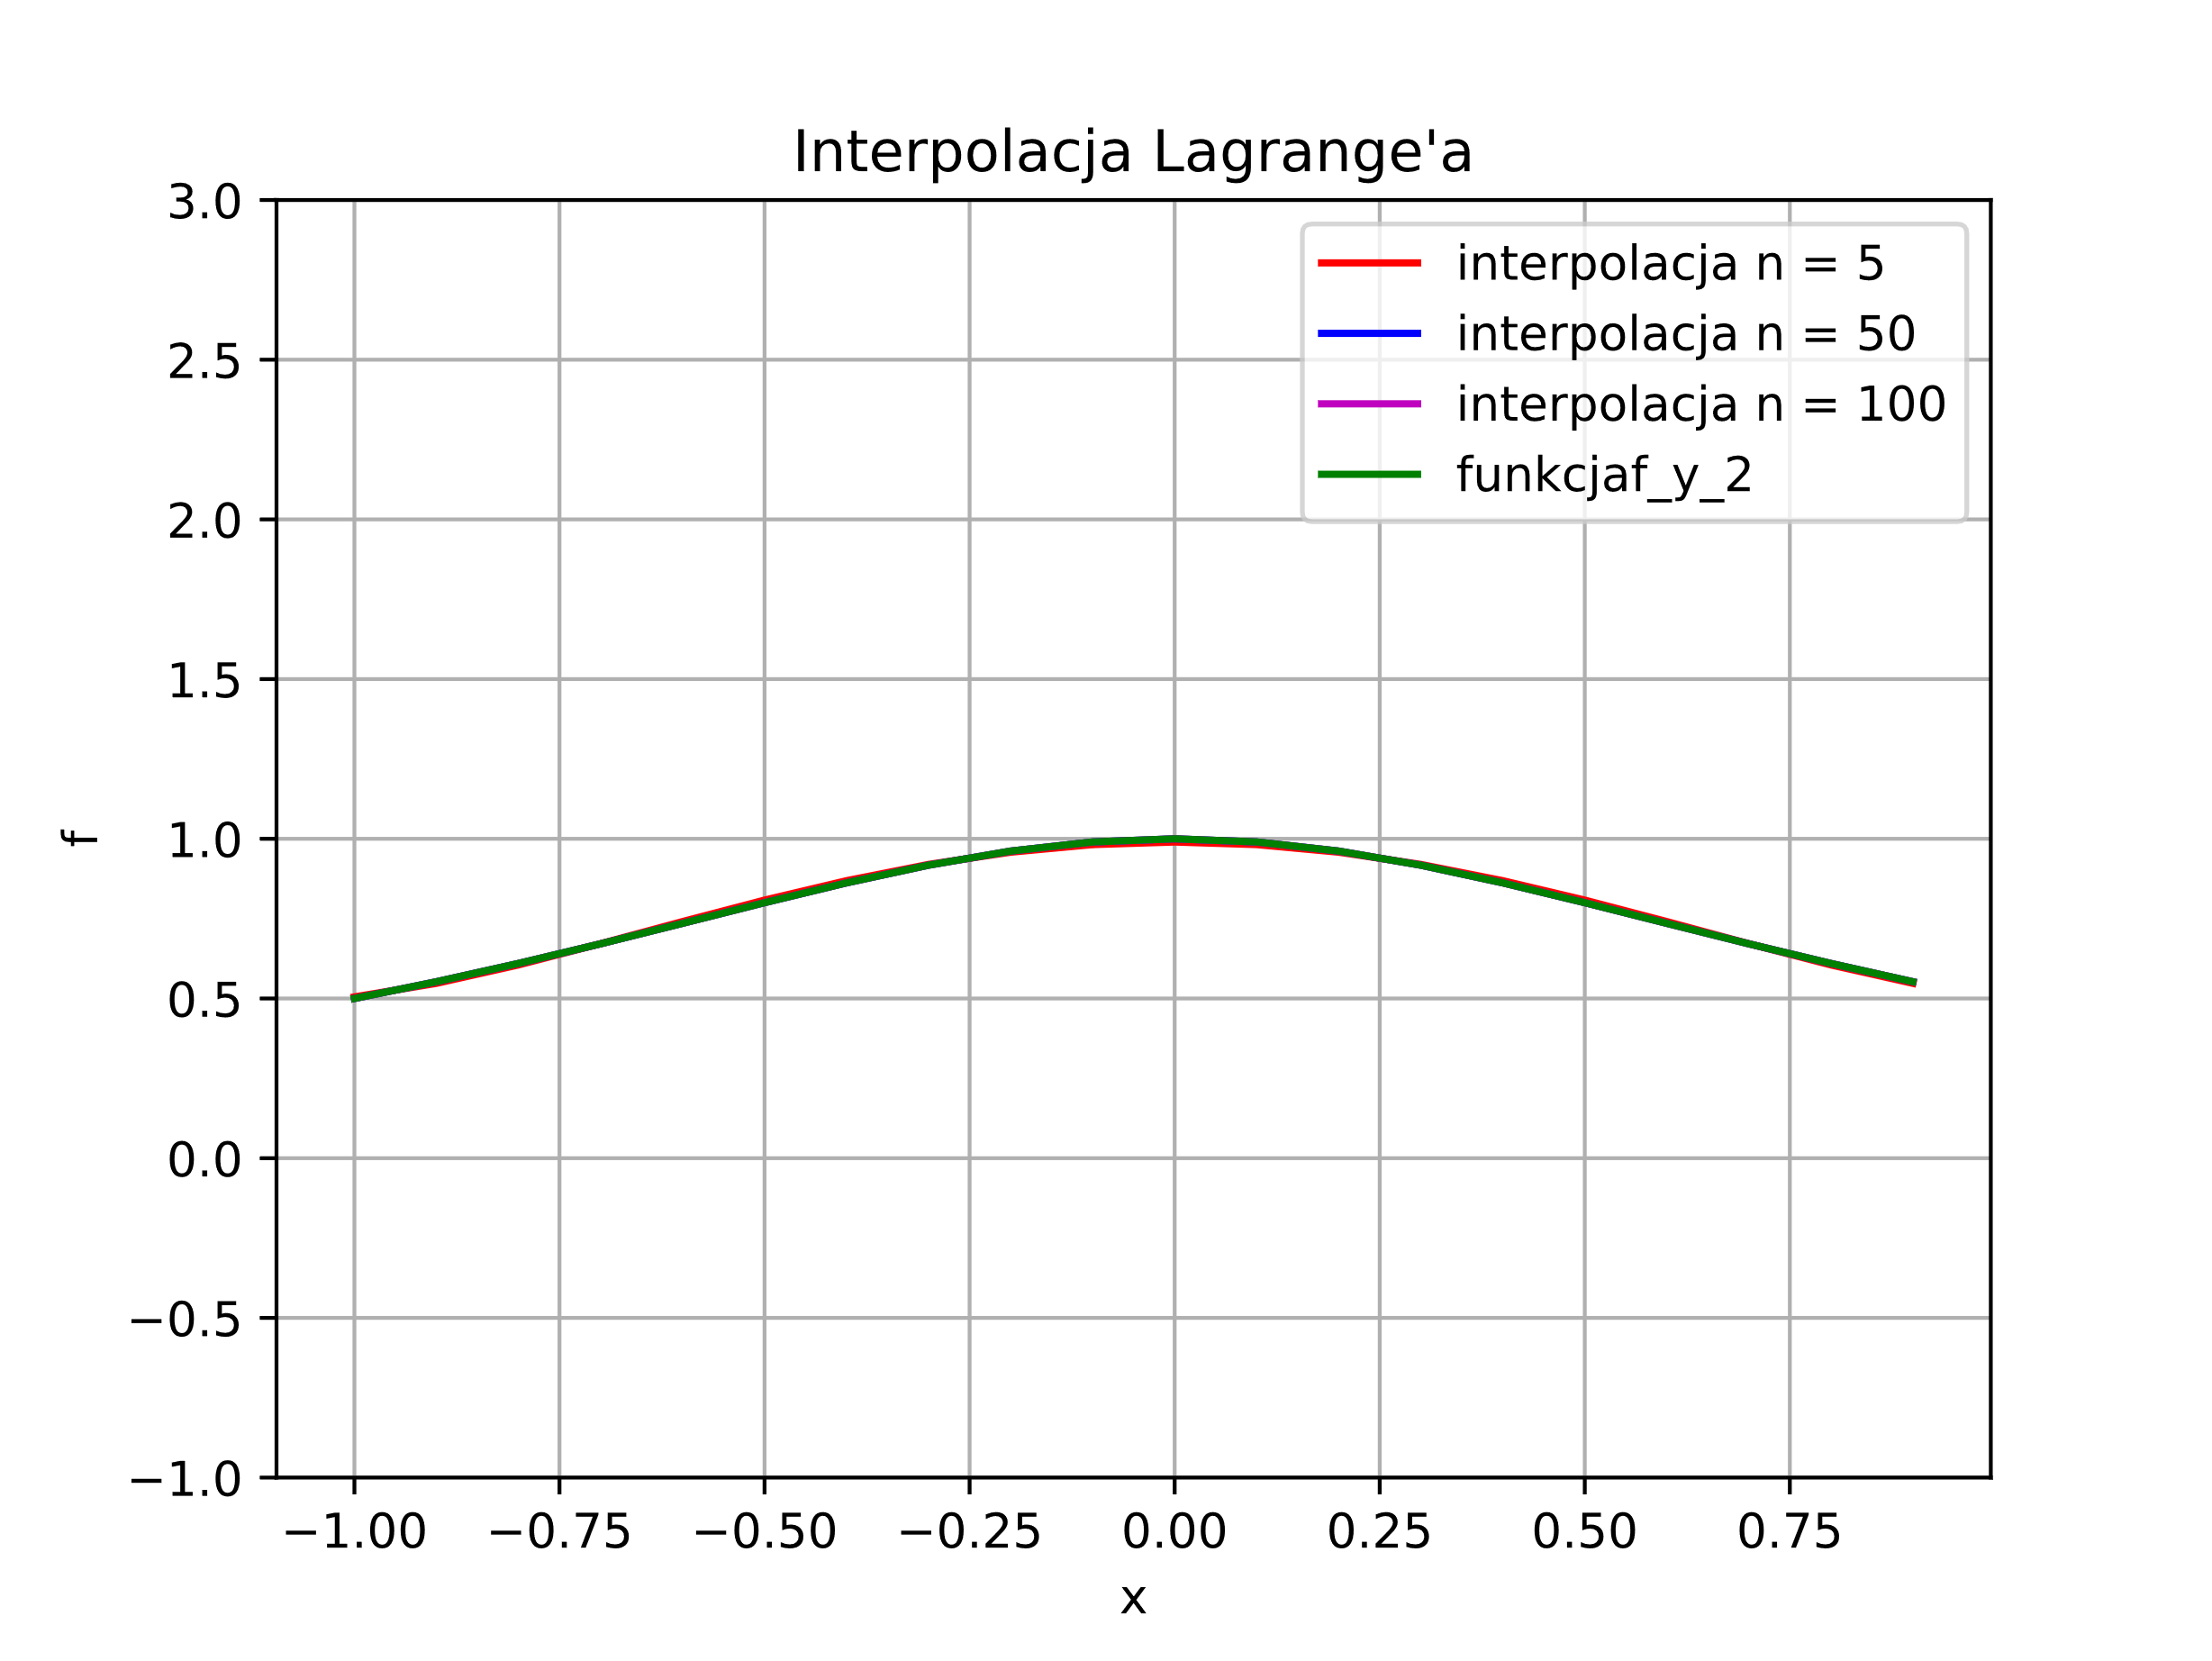 Interpolacja Lagrange'a
3.0
2.5
2.0
1.5
1.0
0.5
0.0
−0.5
−1.0
f
interpolacja n = 5
interpolacja n = 50
interpolacja n = 100
funkcjaf_y_2
−1.00 −0.75 −0.50 −0.25 0.00 0.25 0.50 0.75
x